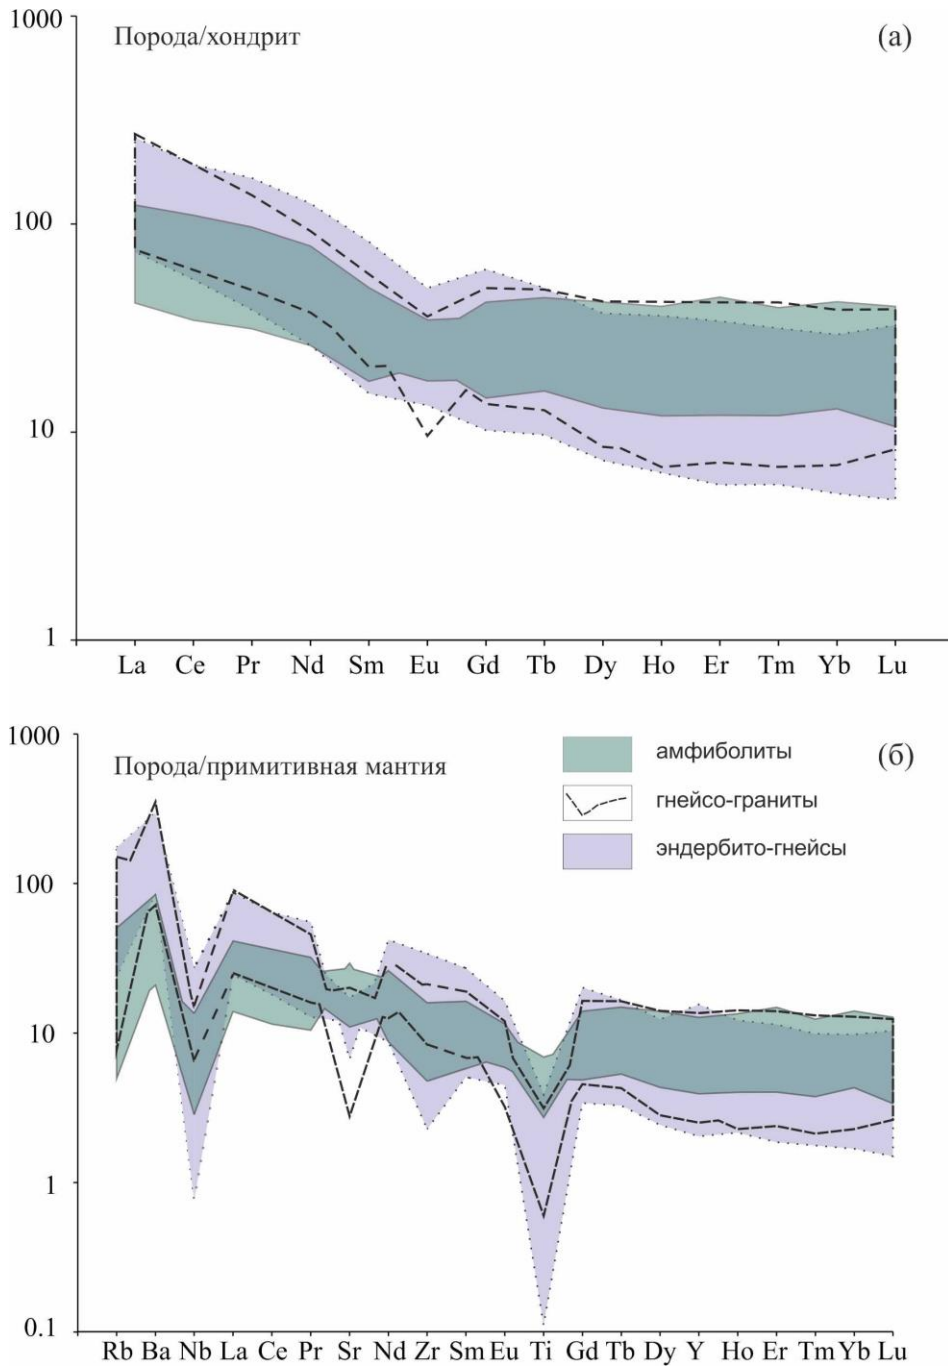 1000
Порода/хондрит
(а)
100
10
1
La Ce Pr Nd Sm Eu Gd Tb Dy Ho Er Tm Yb Lu
1000
Порода/примитивная мантия
(б)
амфиболиты
гнейсо-граниты
эндербито-гнейсы
100
10
1
0.1
Rb Ba Nb La Ce Pr Sr Nd Zr Sm Eu Ti Gd Tb Dy Y Ho Er Tm Yb Lu